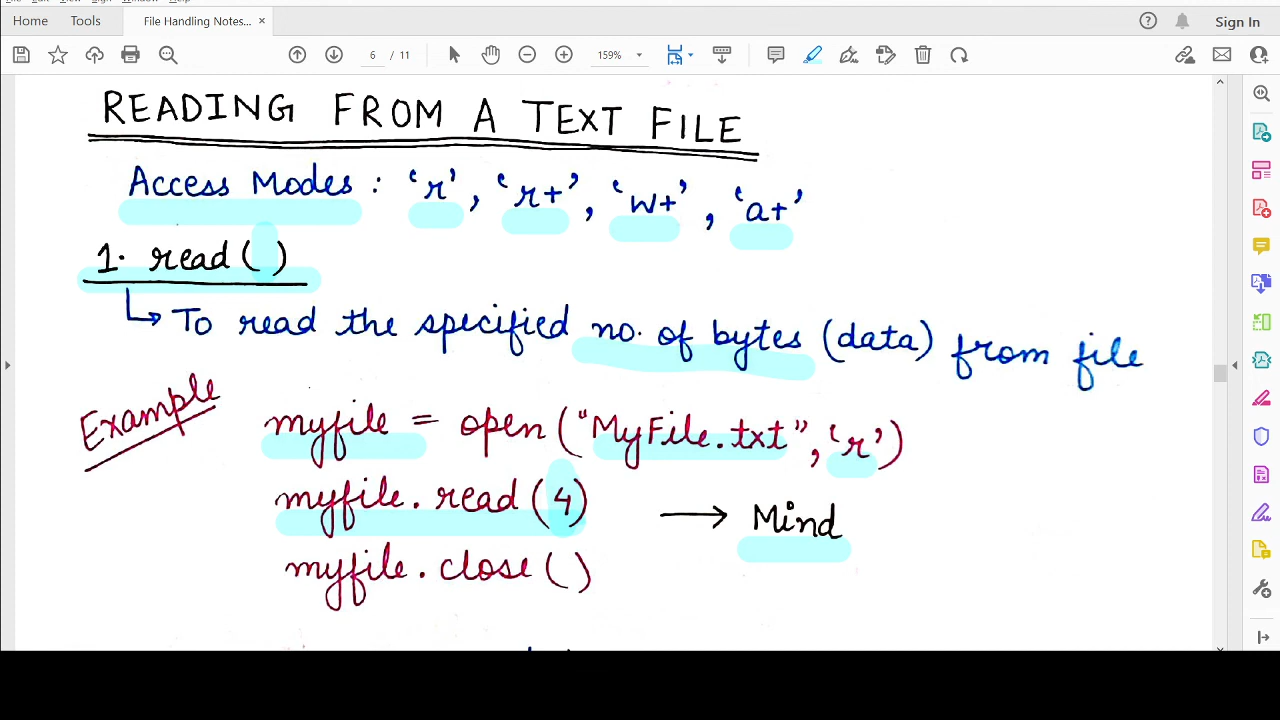 Home Tools File Handling Notes... × Sign In
6 / 11 159%
READING FROM A TEXT FILE
Access Modes : 'r', 'r+', 'w+', 'a+'
1. read( )
↳ To read the specified no. of bytes (data) from file
Example
myfile = open("MyFile.txt", 'r')
myfile.read(4) → Mind
myfile.close()